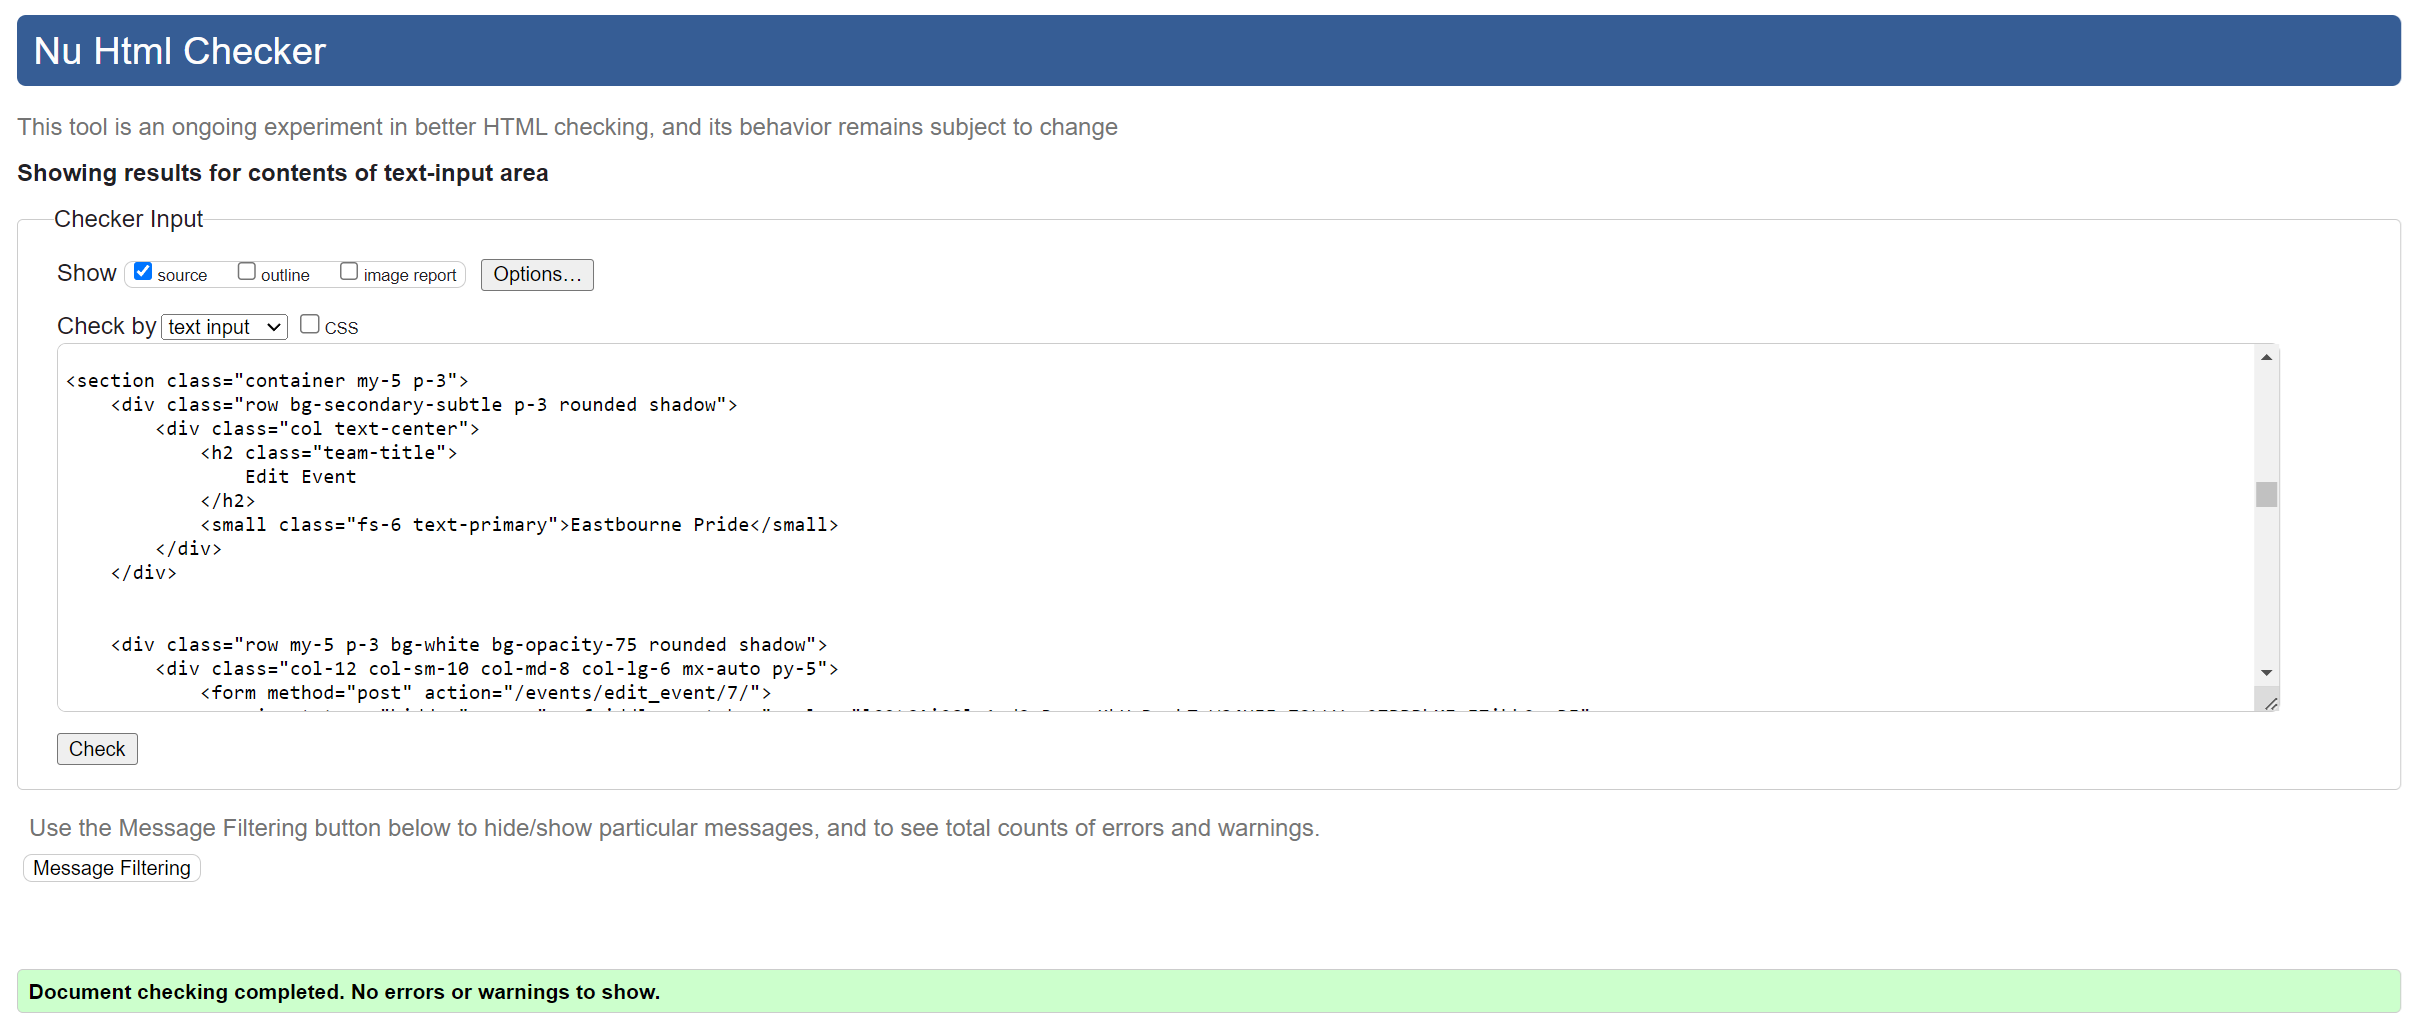 Nu Html Checker
This tool is an ongoing experiment in better HTML checking, and its behavior remains subject to change
Showing results for contents of text-input area
Checker Input
Show source outline image report Options...
Check by text input CSS
<section class="container my-5 p-3">
<div class="row bg-secondary-subtle p-3 rounded shadow">
<div class="col text-center">
<h2 class="team-title">
Edit Event
</h2>
<small class="fs-6 text-primary">Eastbourne Pride</small>
</div>
</div>
<div class="row my-5 p-3 bg-white bg-opacity-75 rounded shadow">
<div class="col-12 col-sm-10 col-md-8 col-lg-6 mx-auto py-5">
<form method="post" action="/events/edit_event/7/">
Check
Use the Message Filtering button below to hide/show particular messages, and to see total counts of errors and warnings.
Message Filtering
Document checking completed. No errors or warnings to show.